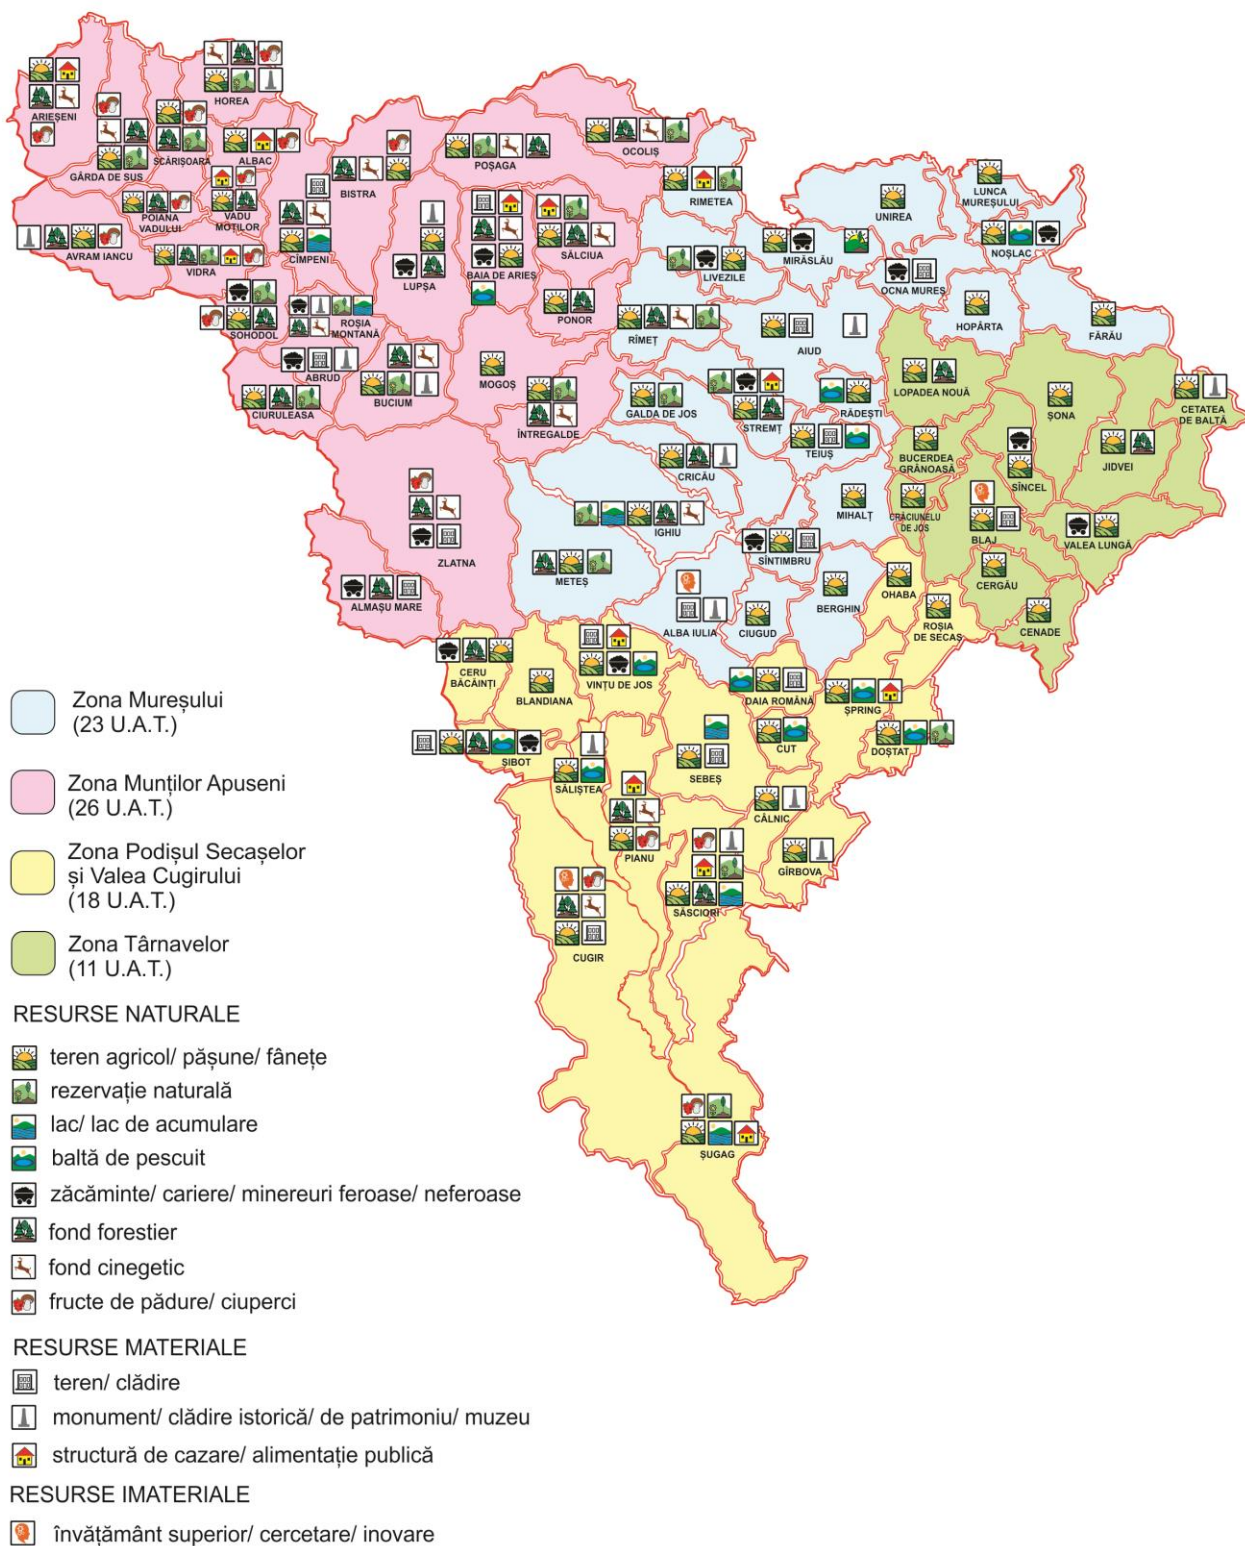 HOREA
ARIEȘENI
SCĂRIȘOARA
ALBAC
GÂRDA DE SUS
POIANA
VADULUI
VADU
MOȚILOR
AVRAM IANCU
VIDRA
BISTRA
CÎMPENI
POȘAGA
OCOLIȘ
RIMETEA
LUPȘA
BAIA DE ARIEȘ
SĂLCIUA
PONOR
SOHODOL
ROȘIA
MONTANĂ
ABRUD
BUCIUM
CIURULEASA
MOGOȘ
ÎNTREGALDE
ZLATNA
ALMAȘU MARE
UNIREA
LUNCA
MUREȘULUI
NOȘLAC
MIRĂSLĂU
LIVEZILE
OCNA MUREȘ
HOPÂRTA
FĂRĂU
RÎMEȚ
AIUD
LOPADEA NOUĂ
ȘONA
CETATEA
DE BALTĂ
GALDA DE JOS
STREMȚ
RĂDEȘTI
TEIUȘ
BUCERDEA
GRÂNOASĂ
SÎNCEL
JIDVEI
CRICĂU
MIHALȚ
CRĂCIUNELU
DE JOS
BLAJ
VALEA LUNGĂ
IGHIU
SÎNTIMBRU
METEȘ
OHABA
CERGĂU
ALBA IULIA
CIUGUD
BERGHIN
ROȘIA
DE SECAȘ
CENADE
CERU
BĂCĂINȚI
BLANDIANA
VINȚU DE JOS
DAIA ROMÂNĂ
ȘPRING
ȘIBOT
SĂLIȘTEA
SEBEȘ
CUT
DOȘTAT
PIANU
CÂLNIC
GÎRBOVA
SĂSCIORI
CUGIR
ȘUGAG
Zona Mureșului
(23 U.A.T.)
Zona Munților Apuseni
(26 U.A.T.)
Zona Podișul Secașelor
și Valea Cugirului
(18 U.A.T.)
Zona Târnavelor
(11 U.A.T.)
RESURSE NATURALE
teren agricol/ pășune/ fânețe
rezervație naturală
lac/ lac de acumulare
baltă de pescuit
zăcăminte/ cariere/ minereuri feroase/ neferoase
fond forestier
fond cinegetic
fructe de pădure/ ciuperci
RESURSE MATERIALE
teren/ clădire
monument/ clădire istorică/ de patrimoniu/ muzeu
structură de cazare/ alimentație publică
RESURSE IMATERIALE
învățământ superior/ cercetare/ inovare